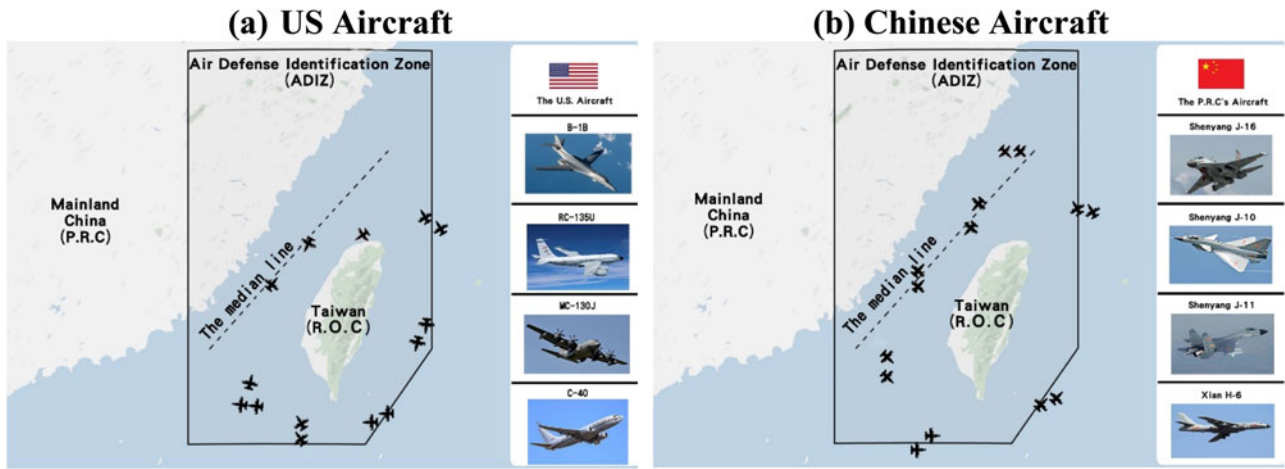 (a) US Aircraft
Air Defense Identification Zone
(ADIZ)
Mainland
China
(P.R.C)
The median line
Taiwan
(R.O.C)
The U.S. Aircraft
B-1B
RC-135U
MC-130J
C-40
(b) Chinese Aircraft
Air Defense Identification Zone
(ADIZ)
Mainland
China
(P.R.C)
The median line
Taiwan
(R.O.C)
The P.R.C's Aircraft
Shenyang J-16
Shenyang J-10
Shenyang J-11
Xian H-6